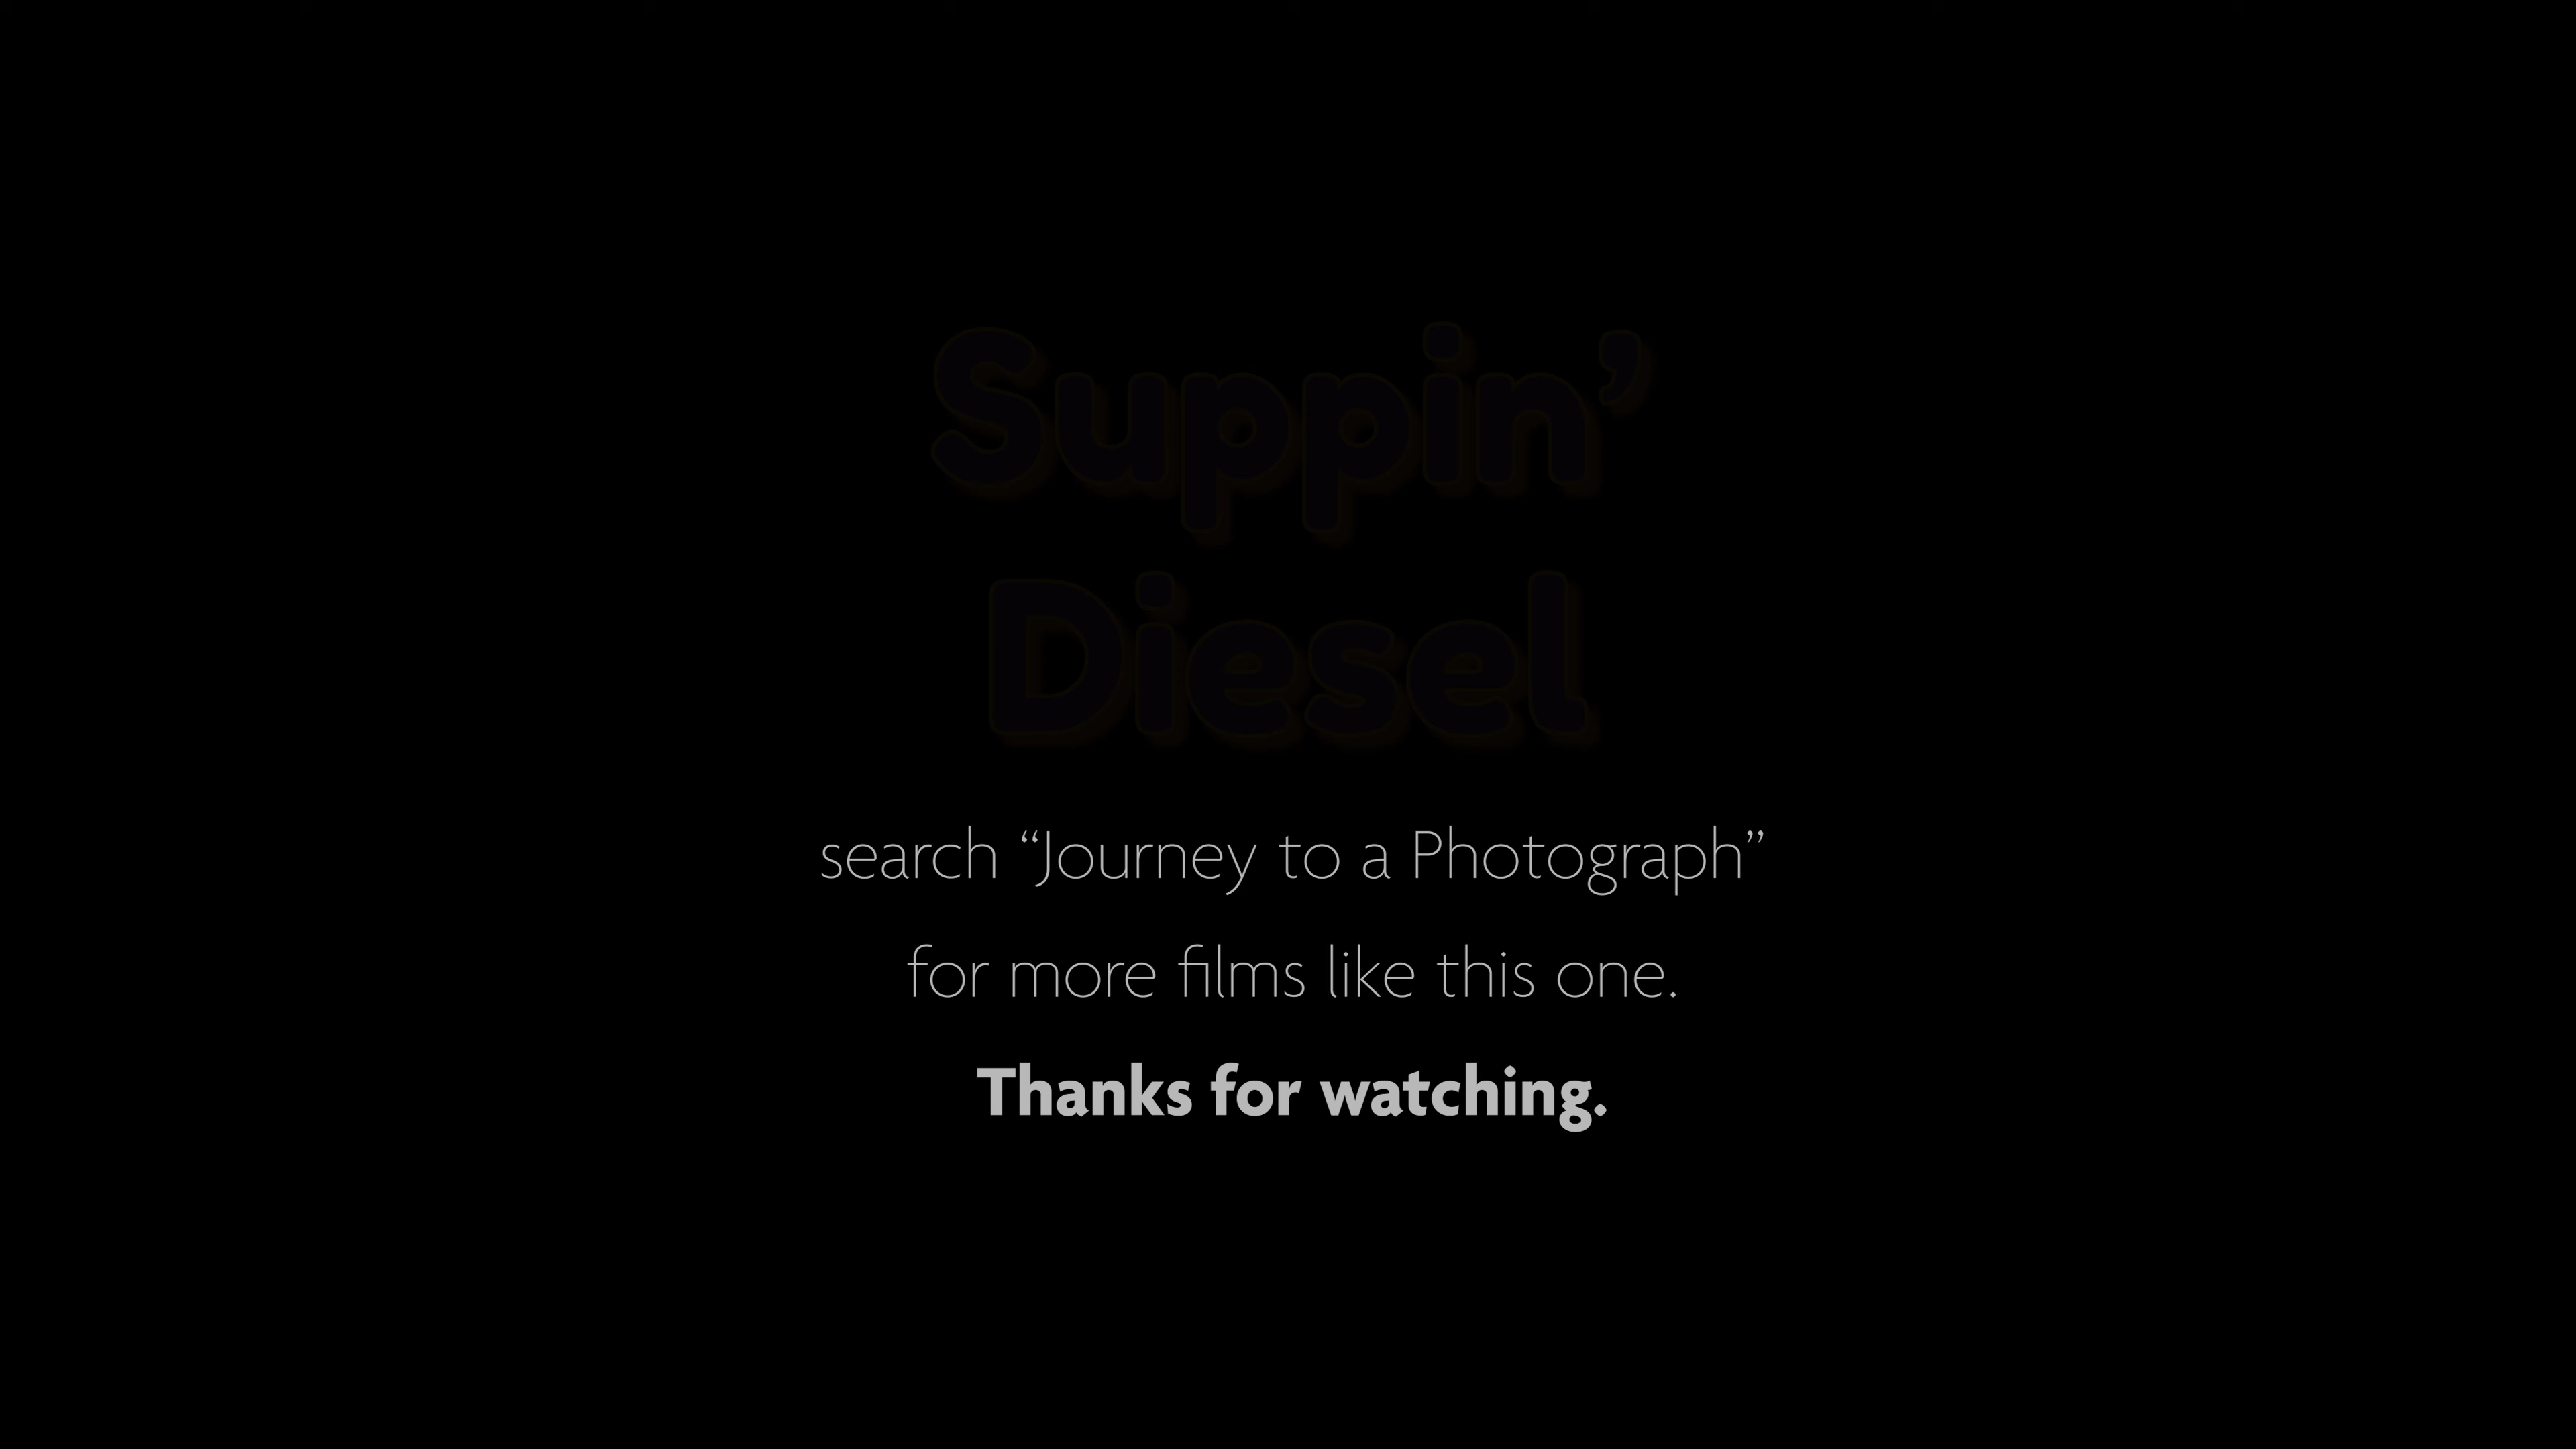 Suppin’
Diesel
search “Journey to a Photograph”
for more films like this one.
Thanks for watching.